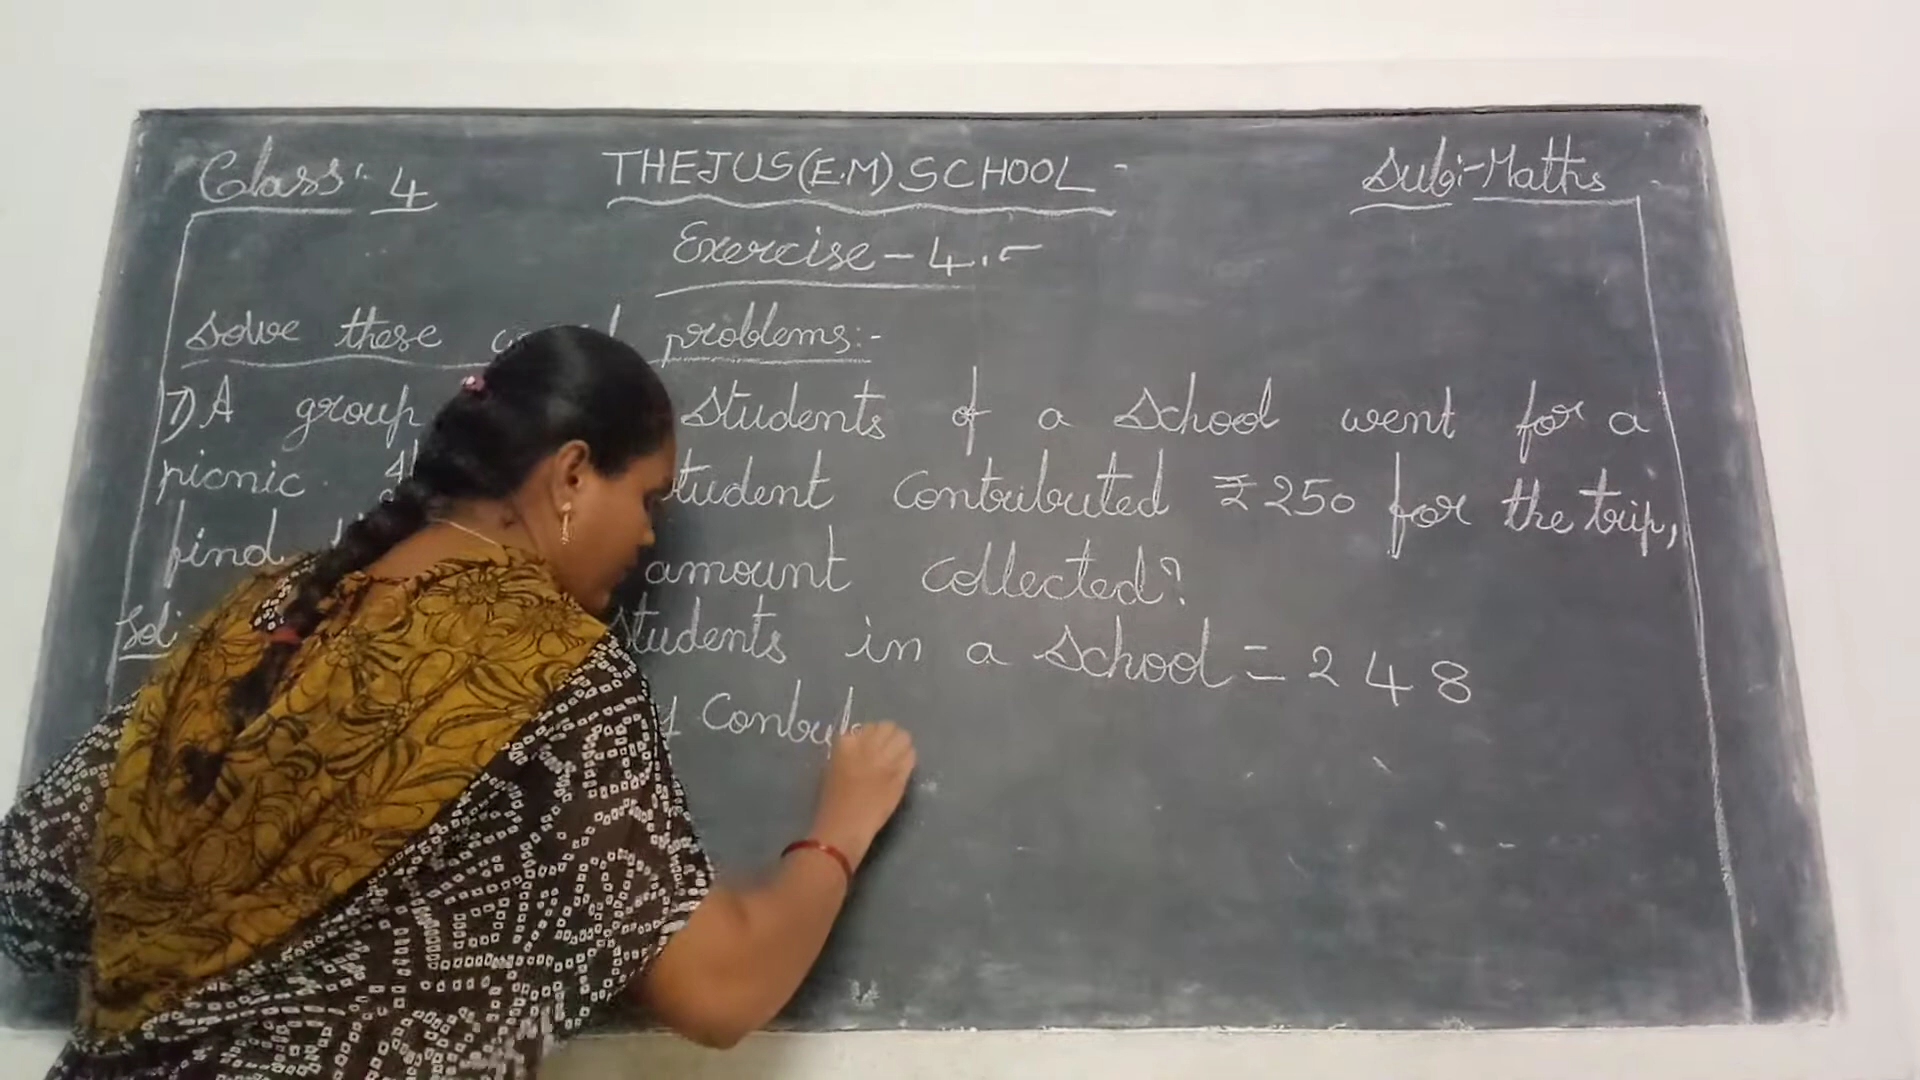 Class: 4 THEJUS (E.M) SCHOOL Sub:- Maths
Exercise - 4.5
Solve these problems:-
1) A group students of a school went for a
picnic. student contributed ₹ 250 for the trip,
find amount collected?
Sol: students in a school = 248